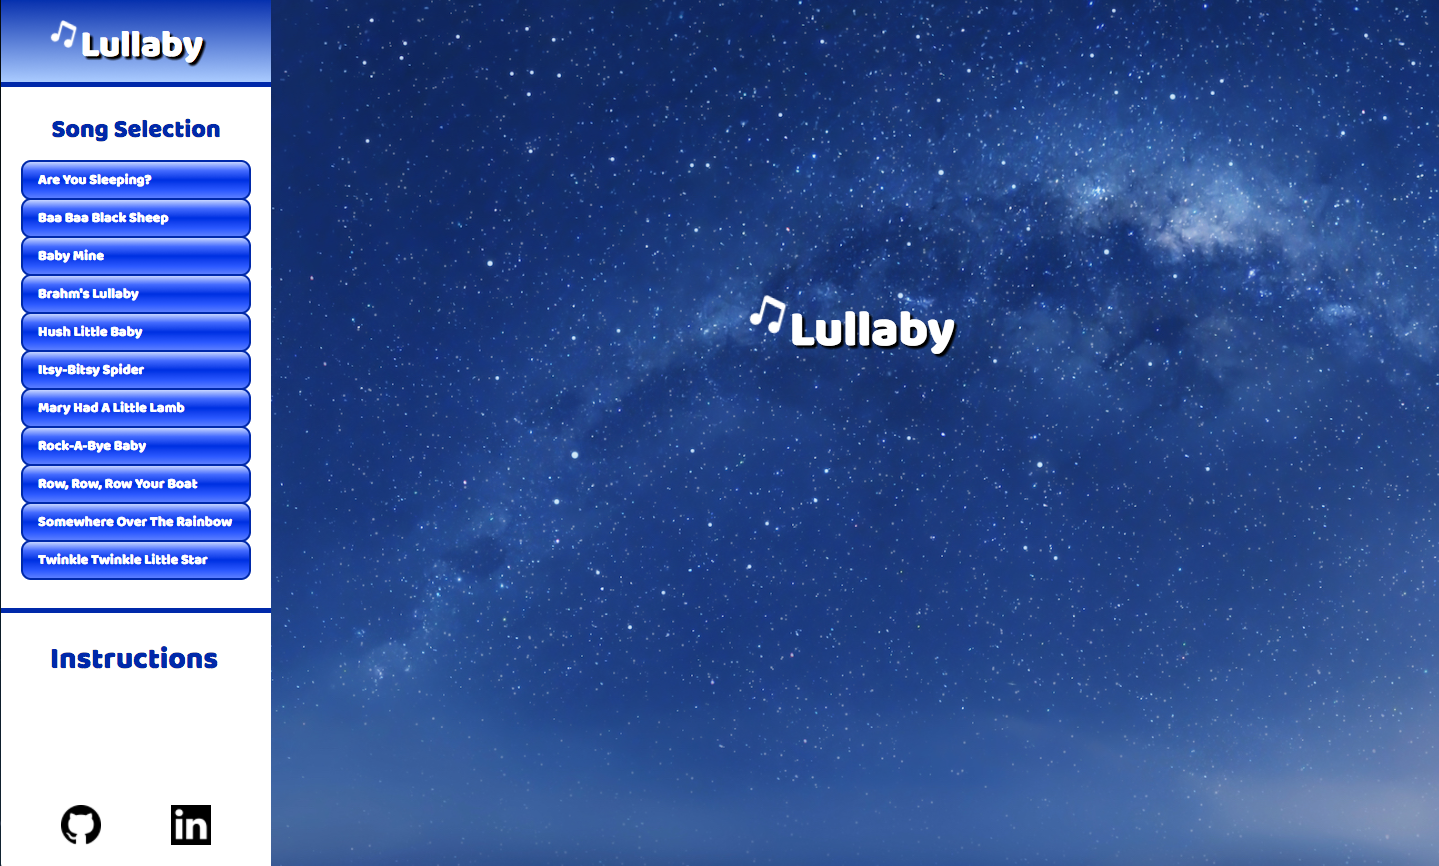 Lullaby
Song Selection
Are You Sleeping?
Baa Baa Black Sheep
Baby Mine
Brahm's Lullaby
Hush Little Baby
Itsy-Bitsy Spider
Mary Had A Little Lamb
Rock-A-Bye Baby
Row, Row, Row Your Boat
Somewhere Over The Rainbow
Twinkle Twinkle Little Star
Instructions
in
Lullaby